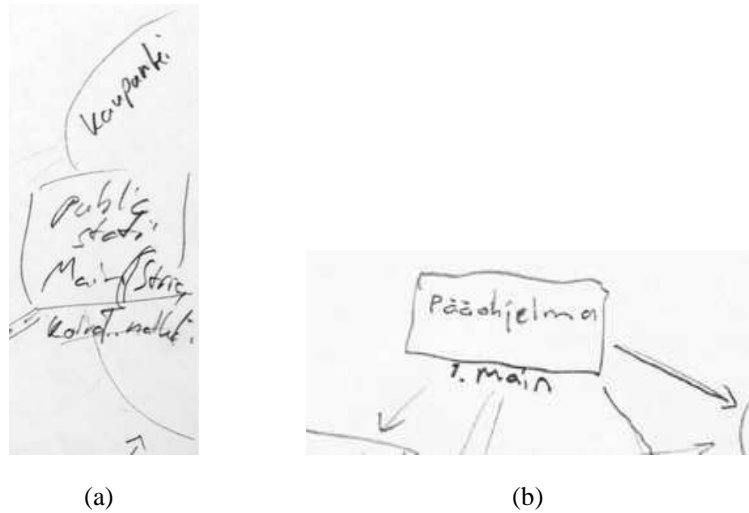 Kaupunki
public
static
Main(String
Pääohjelma
1. main
(a)
(b)